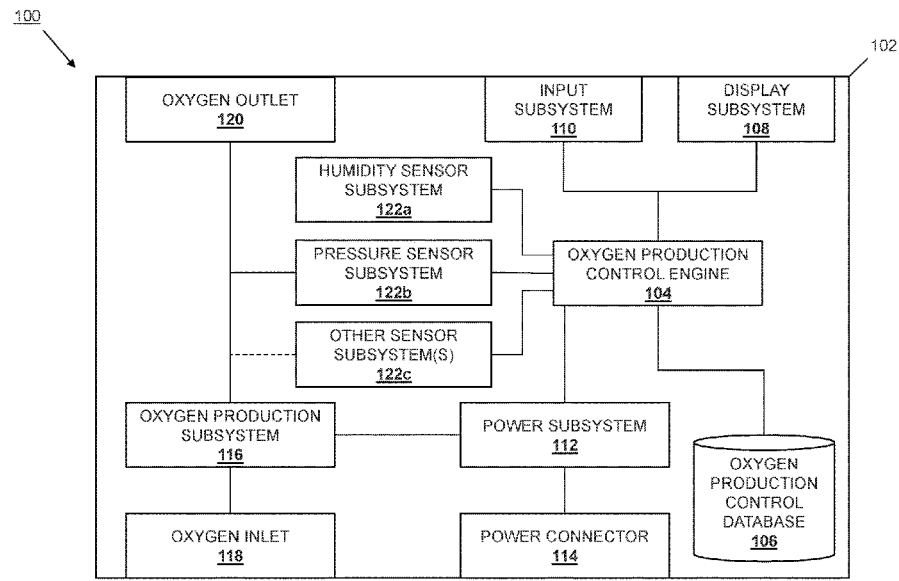 100
102
OXYGEN OUTLET
120
INPUT
SUBSYSTEM
110
DISPLAY
SUBSYSTEM
108
HUMIDITY SENSOR
SUBSYSTEM
122a
PRESSURE SENSOR
SUBSYSTEM
122b
OXYGEN PRODUCTION
CONTROL ENGINE
104
OTHER SENSOR
SUBSYSTEM(S)
122c
OXYGEN PRODUCTION
SUBSYSTEM
116
POWER SUBSYSTEM
112
OXYGEN
PRODUCTION
CONTROL
DATABASE
106
OXYGEN INLET
118
POWER CONNECTOR
114